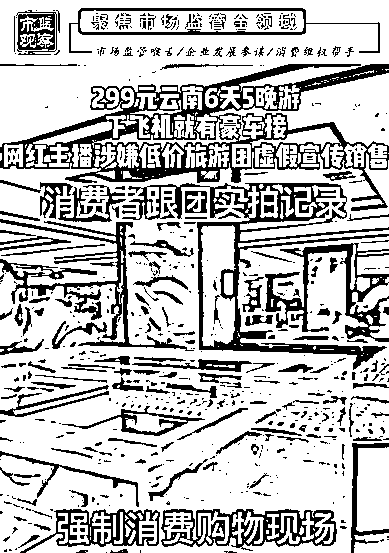 市监
观察
聚焦市场监管全领域
市场监管喉舌/企业发展参谋/消费维权帮手
299元云南6天5晚游
下飞机就有豪车接
网红主播涉嫌低价旅游团虚假宣传销售
消费者跟团实拍记录
强制消费购物现场